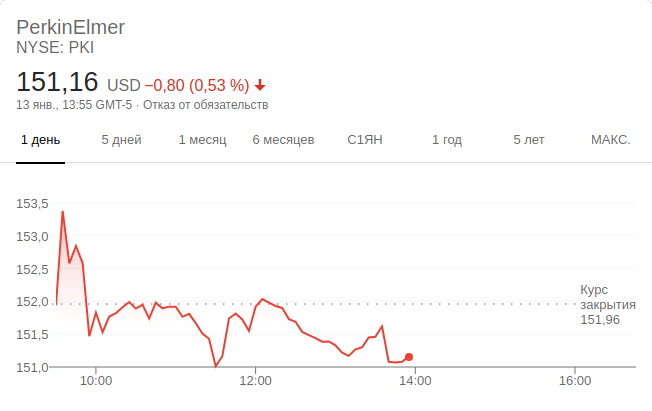 PerkinElmer
NYSE: PKI
151,16 USD −0,80 (0,53 %)
13 янв., 13:55 GMT-5 · Отказ от обязательств
1 день 5 дней 1 месяц 6 месяцев С1ЯН 1 год 5 лет МАКС.
153,5
153,0
152,5
152,0
Курс
закрытия
151,96
151,5
151,0
10:00 12:00 14:00 16:00